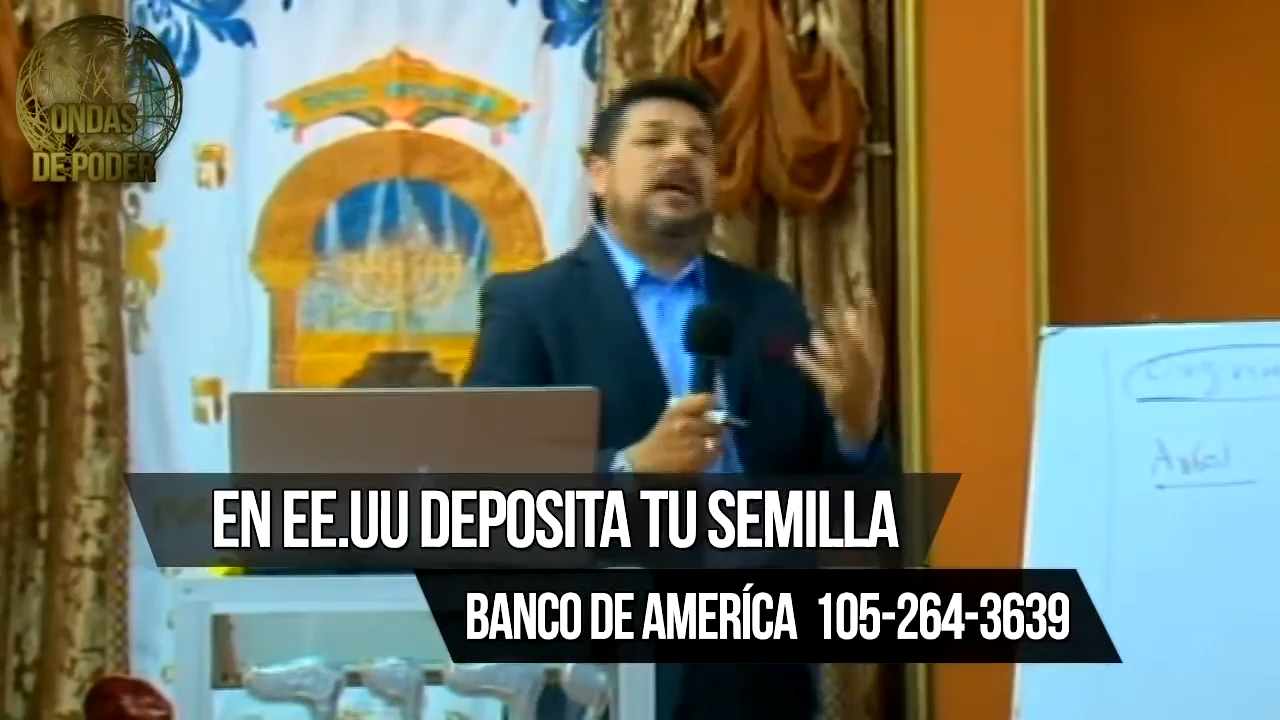 ONDAS
DE PODER
EN EE.UU DEPOSITA TU SEMILLA
BANCO DE AMERÍCA 105-264-3639